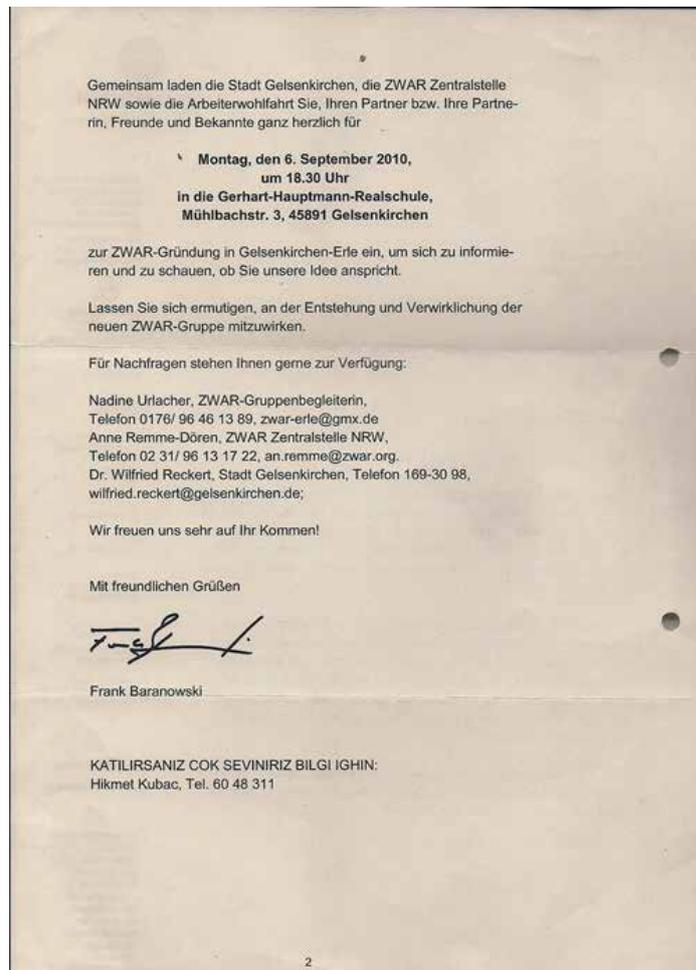 Gemeinsam laden die Stadt Gelsenkirchen, die ZWAR Zentralstelle
NRW sowie die Arbeiterwohlfahrt Sie, Ihren Partner bzw. Ihre Partne-
rin, Freunde und Bekannte ganz herzlich für
Montag, den 6. September 2010,
um 18.30 Uhr
in die Gerhart-Hauptmann-Realschule,
Mühlbachstr. 3, 45891 Gelsenkirchen
zur ZWAR-Gründung in Gelsenkirchen-Erle ein, um sich zu informie-
ren und zu schauen, ob Sie unsere Idee anspricht.
Lassen Sie sich ermutigen, an der Entstehung und Verwirklichung der
neuen ZWAR-Gruppe mitzuwirken.
Für Nachfragen stehen Ihnen gerne zur Verfügung:
Nadine Urlacher, ZWAR-Gruppenbegleiterin,
Telefon 0176/ 96 46 13 89, zwar-erle@gmx.de
Anne Remme-Dören, ZWAR Zentralstelle NRW,
Telefon 02 31/ 96 13 17 22, an.remme@zwar.org.
Dr. Wilfried Reckert, Stadt Gelsenkirchen, Telefon 169-30 98,
wilfried.reckert@gelsenkirchen.de;
Wir freuen uns sehr auf Ihr Kommen!
Mit freundlichen Grüßen
Frank Baranowski
KATILIRSANIZ COK SEVINIRIZ BILGI IGHIN:
Hikmet Kubac, Tel. 60 48 311
2